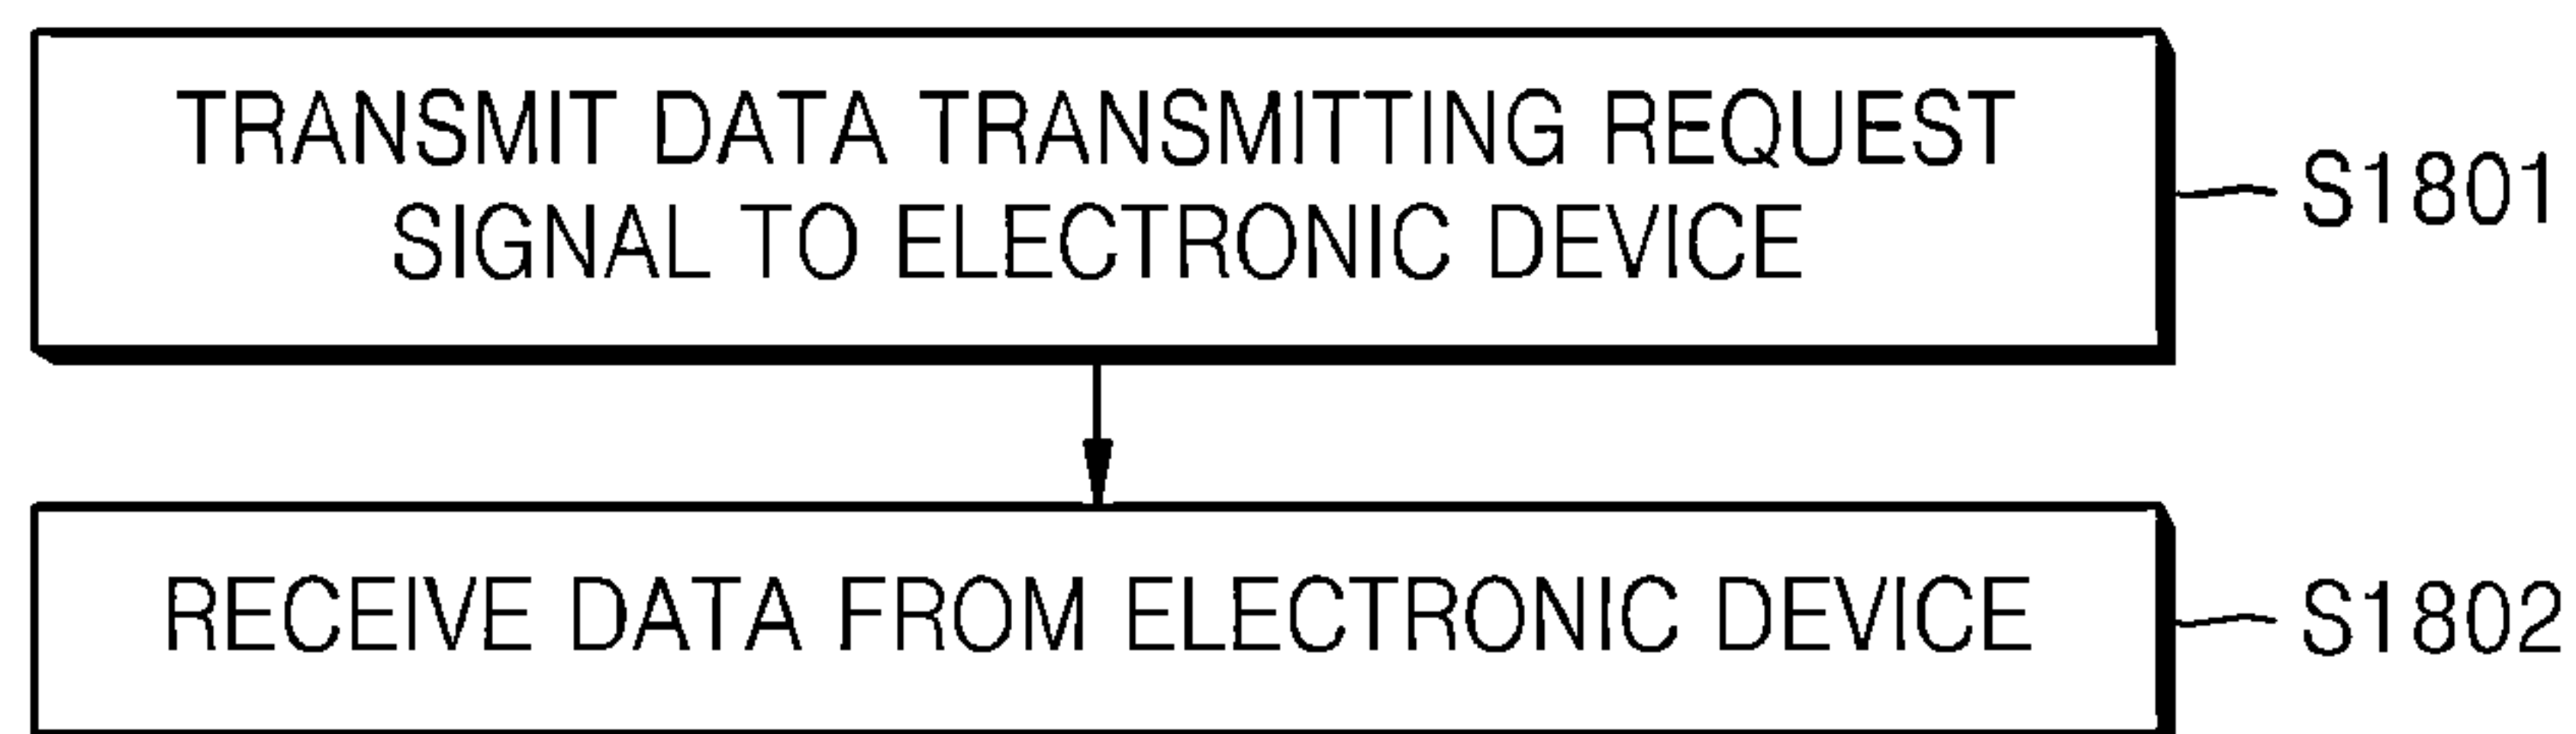 TRANSMIT DATA TRANSMITTING REQUEST
SIGNAL TO ELECTRONIC DEVICE
S1801
RECEIVE DATA FROM ELECTRONIC DEVICE
S1802